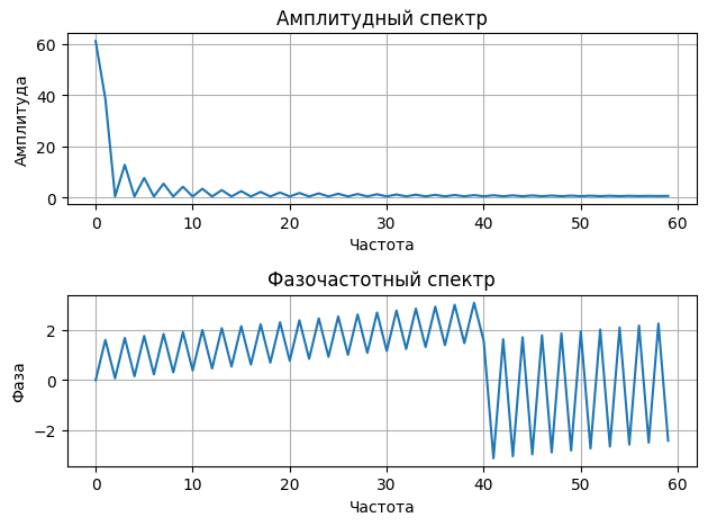 Амплитудный спектр
60
40
20
0
Амплитуда
0 10 20 30 40 50 60
Частота
Фазочастотный спектр
2
0
−2
Фаза
0 10 20 30 40 50 60
Частота